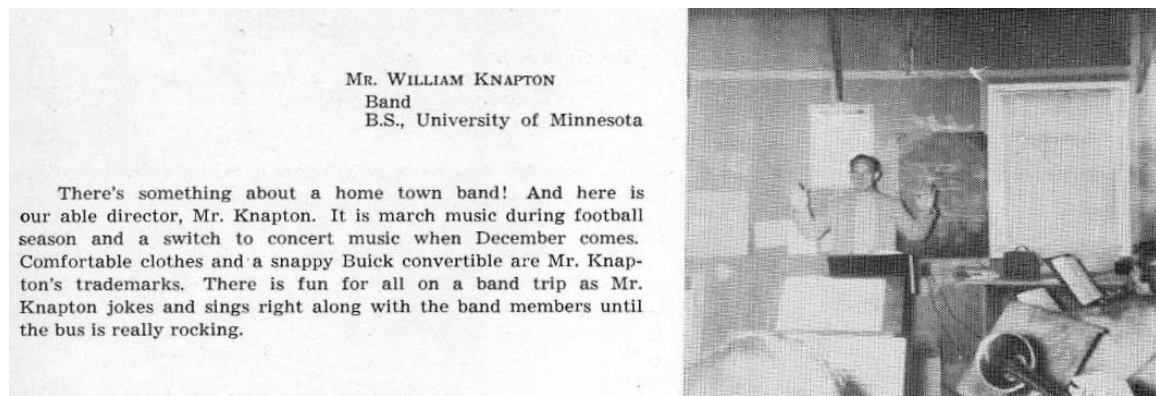 MR. WILLIAM KNAPTON
Band
B.S., University of Minnesota
There's something about a home town band! And here is
our able director, Mr. Knapton. It is march music during football
season and a switch to concert music when December comes.
Comfortable clothes and a snappy Buick convertible are Mr. Knap-
ton's trademarks. There is fun for all on a band trip as Mr.
Knapton jokes and sings right along with the band members until
the bus is really rocking.